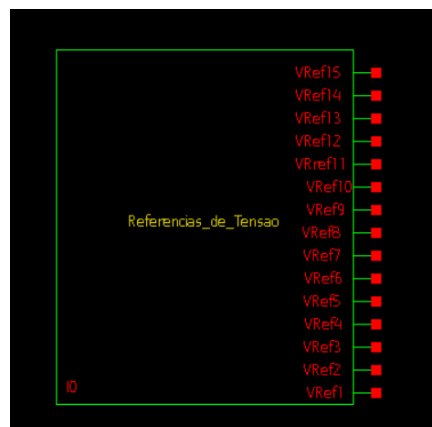 VRef15
VRef14
VRef13
VRef12
VRref11
VRef10
VRef9
Referencias_de_Tensao
VRef8
VRef7
VRef6
VRef5
VRef4
VRef3
VRef2
I0
VRef1